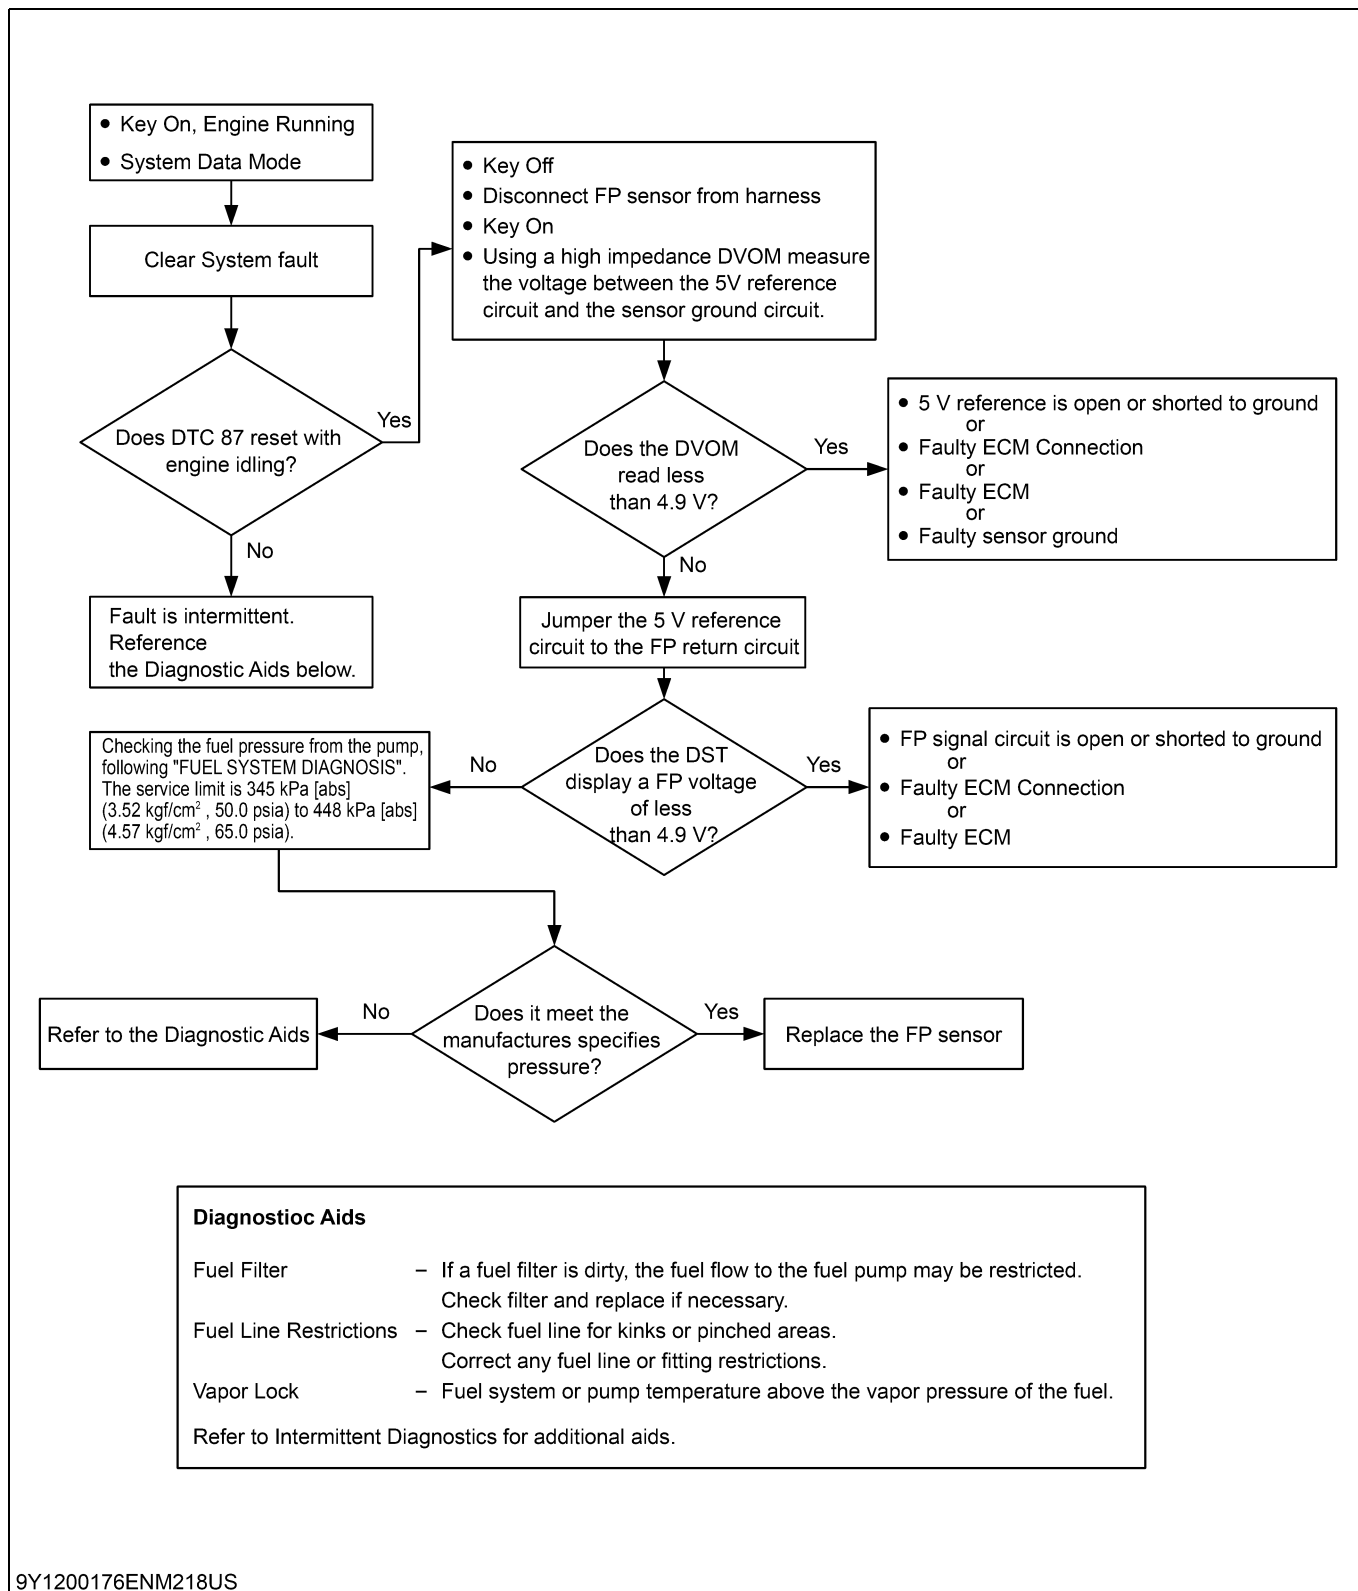 ● Key On, Engine Running
● System Data Mode
Clear System fault
Does DTC 87 reset with
engine idling?
Yes
No
Fault is intermittent.
Reference
the Diagnostic Aids below.
● Key Off
● Disconnect FP sensor from harness
● Key On
● Using a high impedance DVOM measure
the voltage between the 5V reference
circuit and the sensor ground circuit.
Does the DVOM
read less
than 4.9 V?
Yes
● 5 V reference is open or shorted to ground
or
● Faulty ECM Connection
or
● Faulty ECM
or
● Faulty sensor ground
No
Jumper the 5 V reference
circuit to the FP return circuit
Does the DST
display a FP voltage
of less
than 4.9 V?
Yes
● FP signal circuit is open or shorted to ground
or
● Faulty ECM Connection
or
● Faulty ECM
No
Checking the fuel pressure from the pump,
following "FUEL SYSTEM DIAGNOSIS".
The service limit is 345 kPa [abs]
(3.52 kgf/cm² , 50.0 psia) to 448 kPa [abs]
(4.57 kgf/cm² , 65.0 psia).
Does it meet the
manufactures specifies
pressure?
No
Refer to the Diagnostic Aids
Yes
Replace the FP sensor
Diagnostioc Aids
Fuel Filter – If a fuel filter is dirty, the fuel flow to the fuel pump may be restricted.
Check filter and replace if necessary.
Fuel Line Restrictions – Check fuel line for kinks or pinched areas.
Correct any fuel line or fitting restrictions.
Vapor Lock – Fuel system or pump temperature above the vapor pressure of the fuel.
Refer to Intermittent Diagnostics for additional aids.
9Y1200176ENM218US